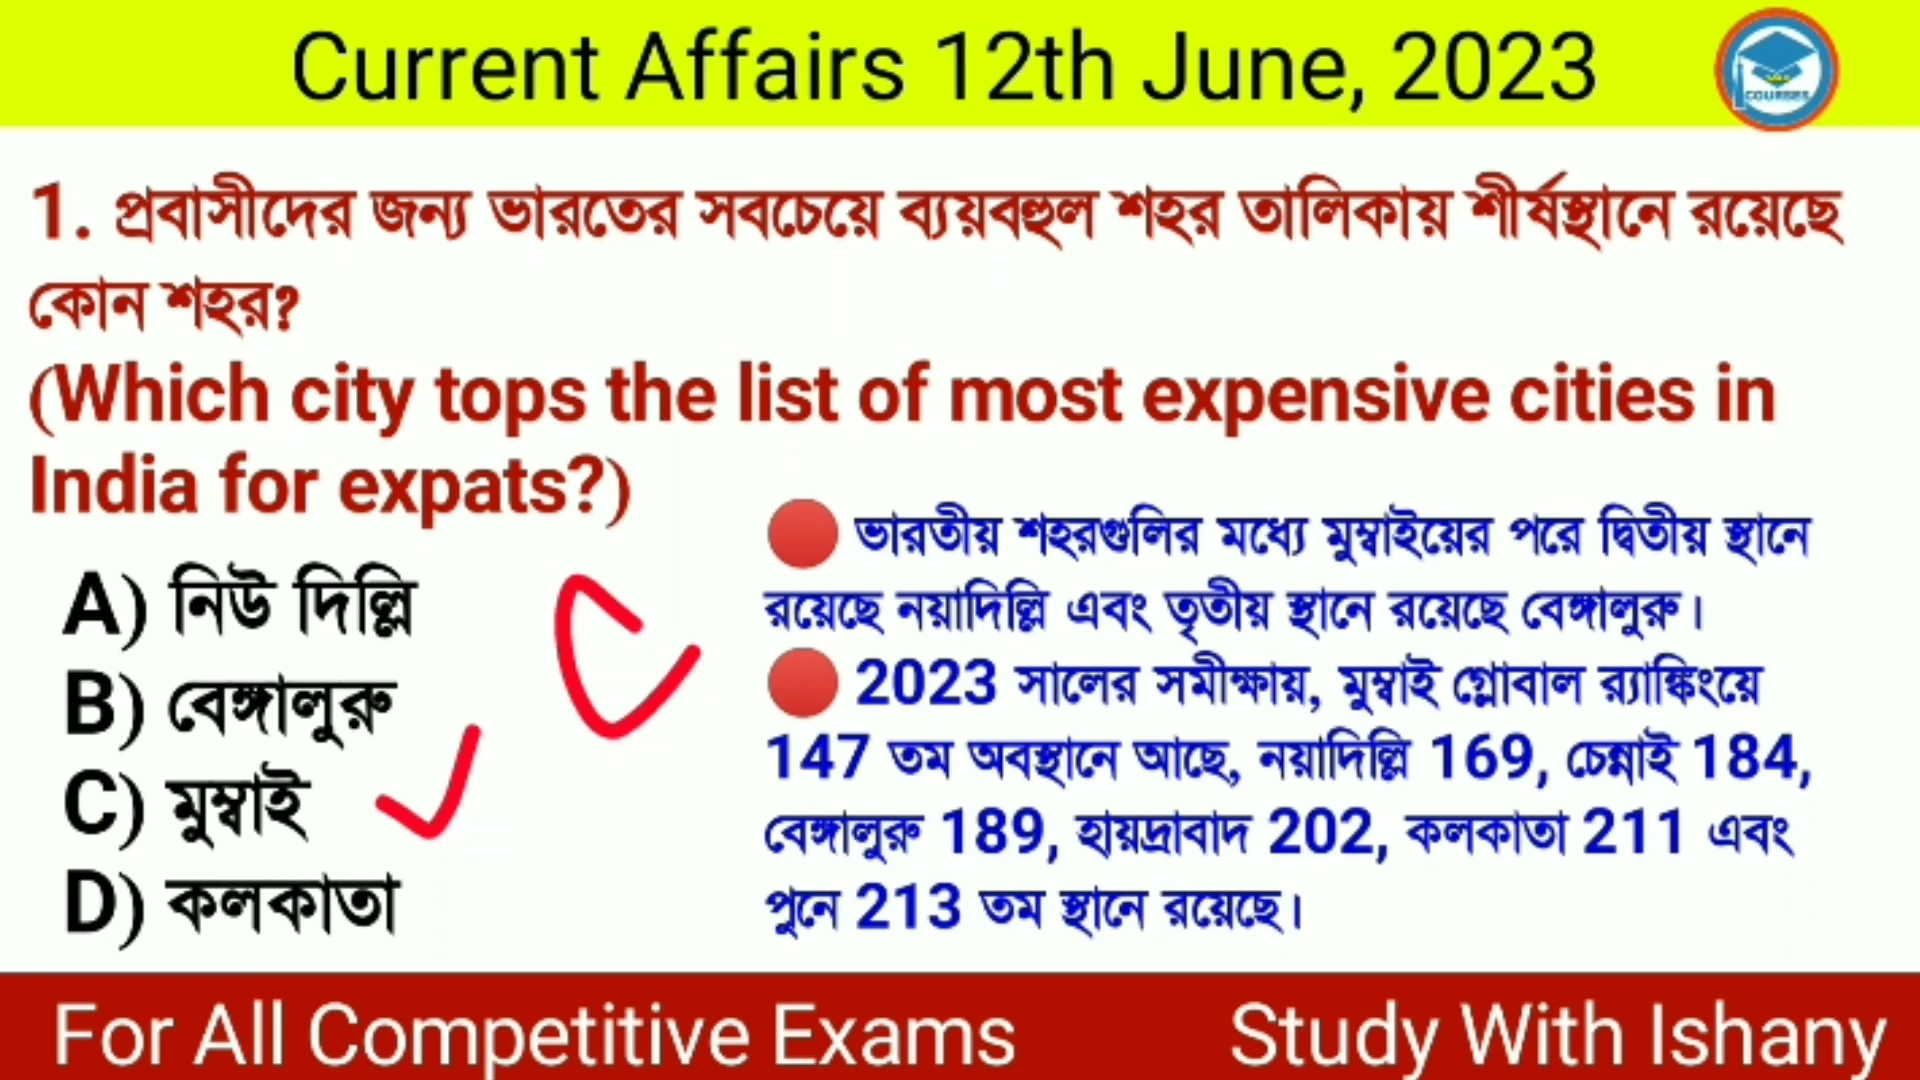 Current Affairs 12th June, 2023
COURSES
1. প্রবাসীদের জন্য ভারতের সবচেয়ে ব্যয়বহুল শহর তালিকায় শীর্ষস্থানে রয়েছে
কোন শহর?
(Which city tops the list of most expensive cities in
India for expats?)
A) নিউ দিল্লি
B) বেঙ্গালুরু
C) মুম্বাই
D) কলকাতা
C
🔴 ভারতীয় শহরগুলির মধ্যে মুম্বাইয়ের পরে দ্বিতীয় স্থানে
রয়েছে নয়াদিল্লি এবং তৃতীয় স্থানে রয়েছে বেঙ্গালুরু।
🔴 2023 সালের সমীক্ষায়, মুম্বাই গ্লোবাল র‍্যাঙ্কিংয়ে
147 তম অবস্থানে আছে, নয়াদিল্লি 169, চেন্নাই 184,
বেঙ্গালুরু 189, হায়দ্রাবাদ 202, কলকাতা 211 এবং
পুনে 213 তম স্থানে রয়েছে।
For All Competitive Exams
Study With Ishany